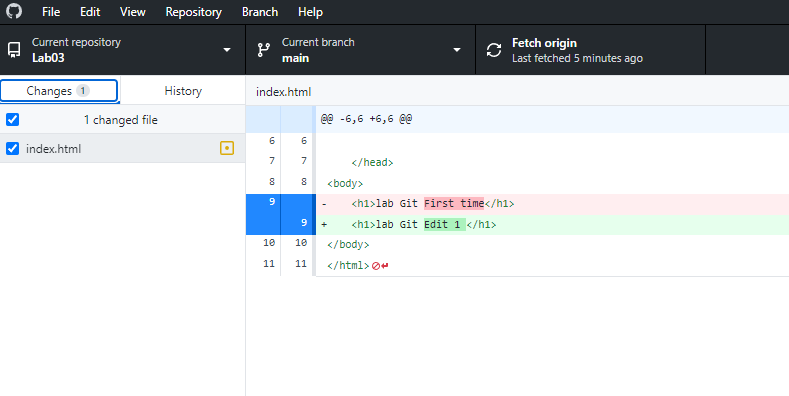 File Edit View Repository Branch Help
Current repository
Lab03
Current branch
main
Fetch origin
Last fetched 5 minutes ago
Changes 1
History
1 changed file
index.html
index.html
@@ -6,6 +6,6 @@
6 6
7 7 </head>
8 8 <body>
9 - <h1>lab Git First time</h1>
9 + <h1>lab Git Edit 1 </h1>
10 10 </body>
11 11 </html>